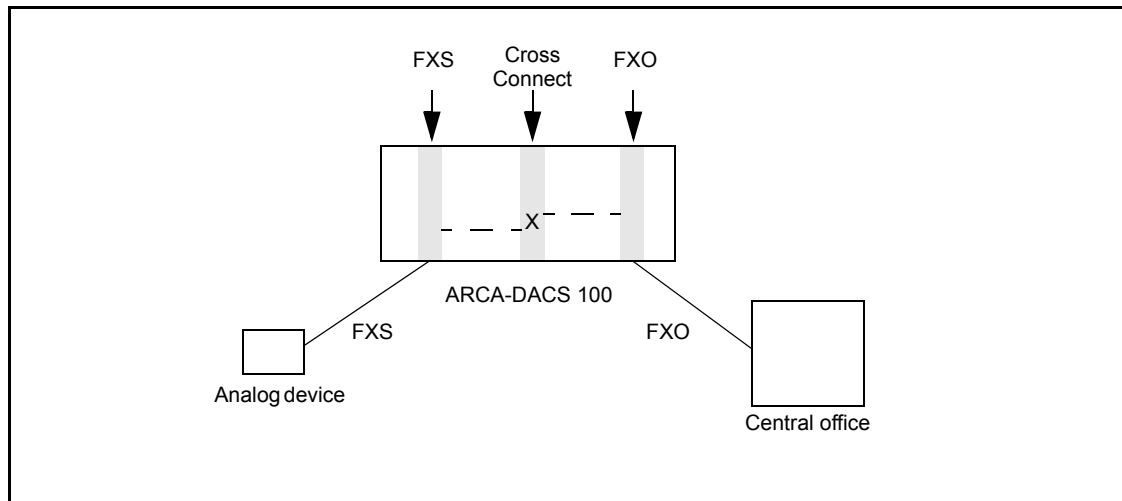 FXS
Cross
Connect
FXO
X
ARCA-DACS 100
FXS
FXO
Analog device
Central office